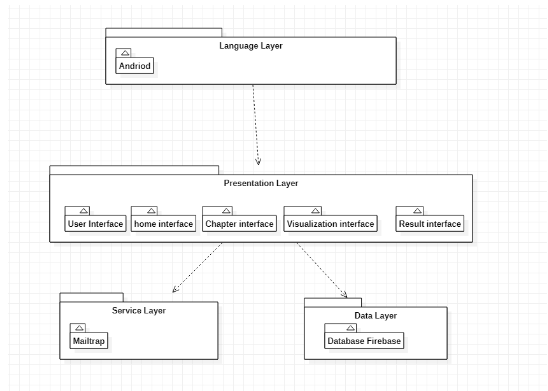 Language Layer
Andriod
Presentation Layer
User Interface
home interface
Chapter interface
Visualization interface
Result interface
Service Layer
Mailtrap
Data Layer
Database Firebase